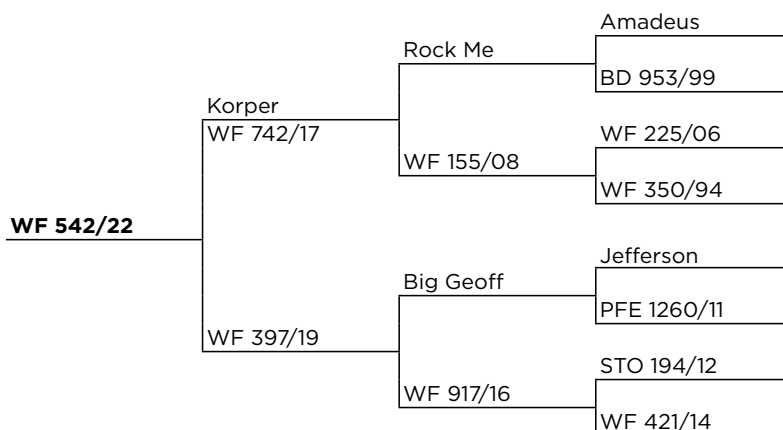 Amadeus
Rock Me
BD 953/99
Korper
WF 742/17
WF 225/06
WF 155/08
WF 350/94
WF 542/22
Jefferson
Big Geoff
PFE 1260/11
WF 397/19
STO 194/12
WF 917/16
WF 421/14